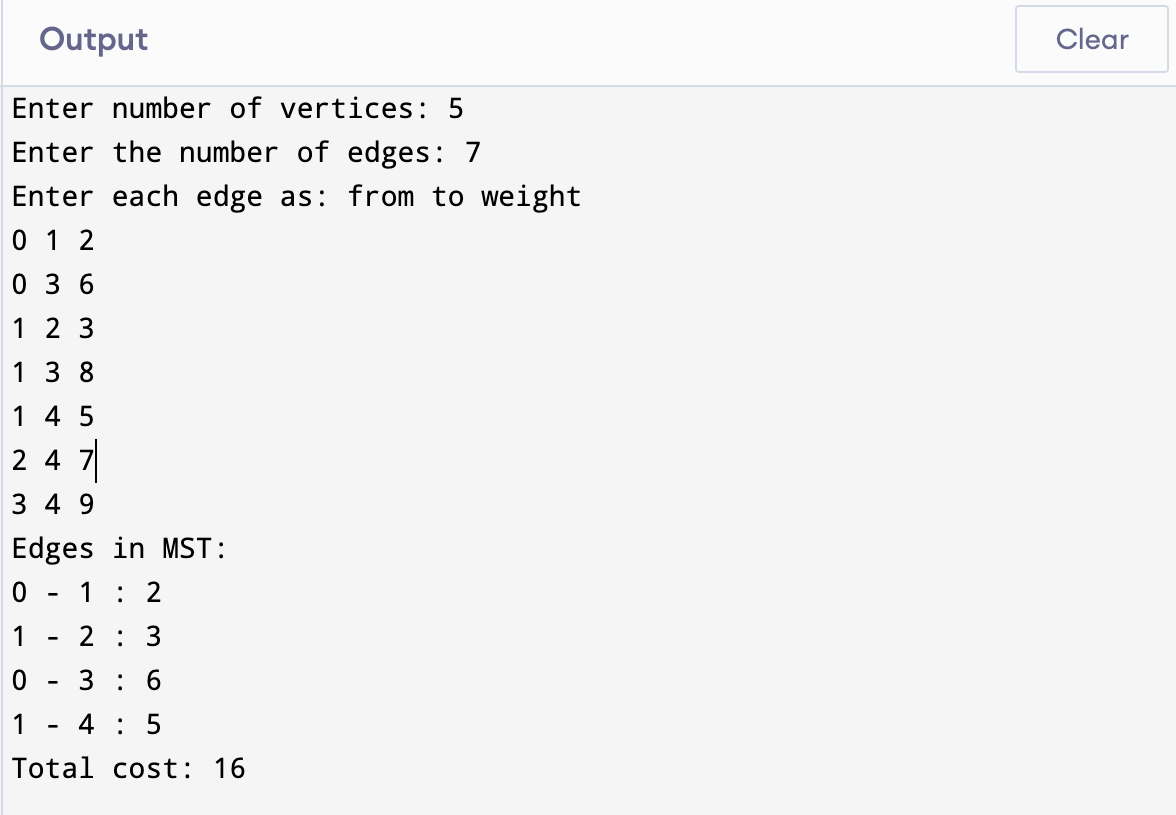 Output
Clear
Enter number of vertices: 5
Enter the number of edges: 7
Enter each edge as: from to weight
0 1 2
0 3 6
1 2 3
1 3 8
1 4 5
2 4 7
3 4 9
Edges in MST:
0 - 1 : 2
1 - 2 : 3
0 - 3 : 6
1 - 4 : 5
Total cost: 16